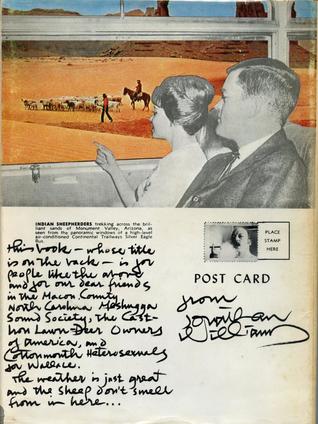 INDIAN SHEEPHERDERS trekking across the bril-
liant sands of Monument Valley, Arizona, as
seen from the panoramic windows of a high-level
air-conditioned Continental Trailways Silver Eagle
Bus.
PLACE
STAMP
HERE
POST CARD
this book – whose title
is on the back – is for
people like the above
and for our dear friends
in the Macon County
North Carolina Meshugga
Sound Society, the Cast-
Iron Lawn-Deer Owners
of America, and
Cottonmouth Heterosexuals
for Wallace.
The weather is just great
and the sheep don't smell
from in here...
from
Jonathan
Williams